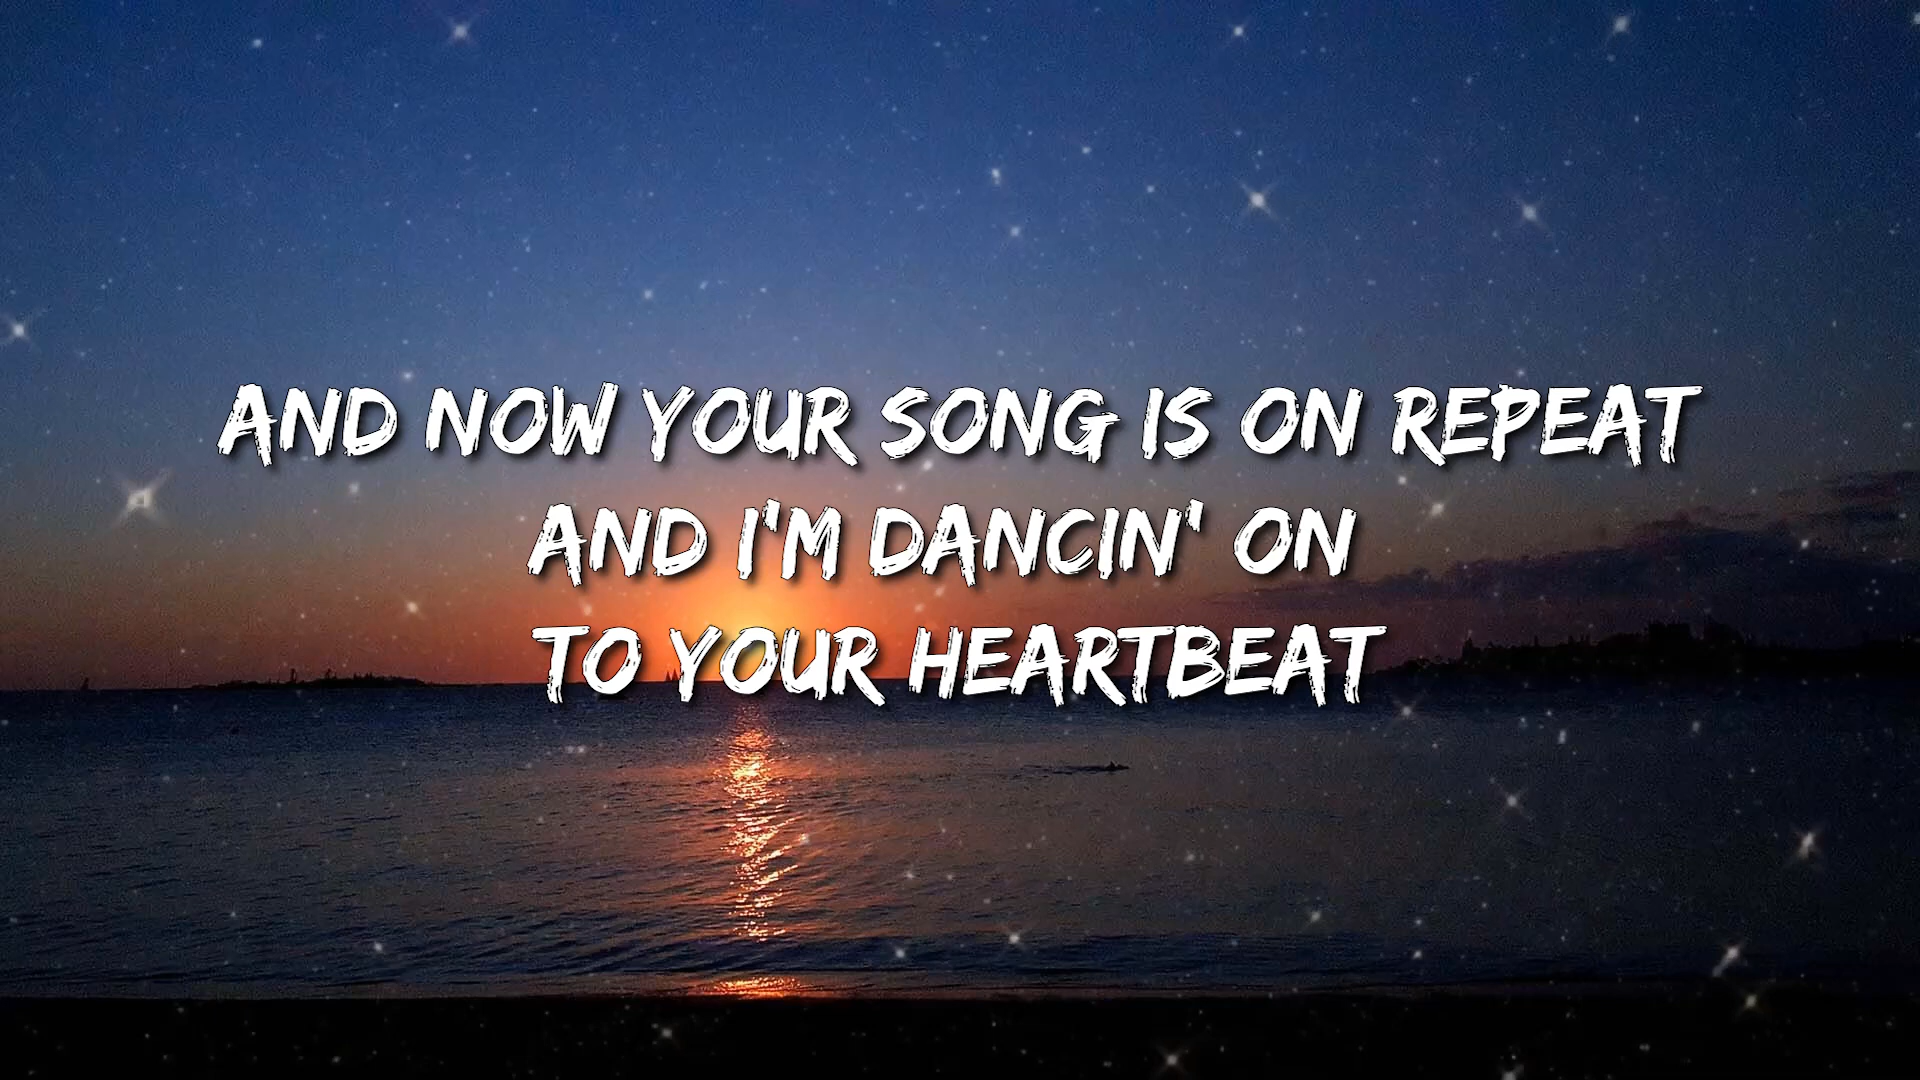 AND NOW YOUR SONG IS ON REPEAT
AND I'M DANCIN' ON
TO YOUR HEARTBEAT